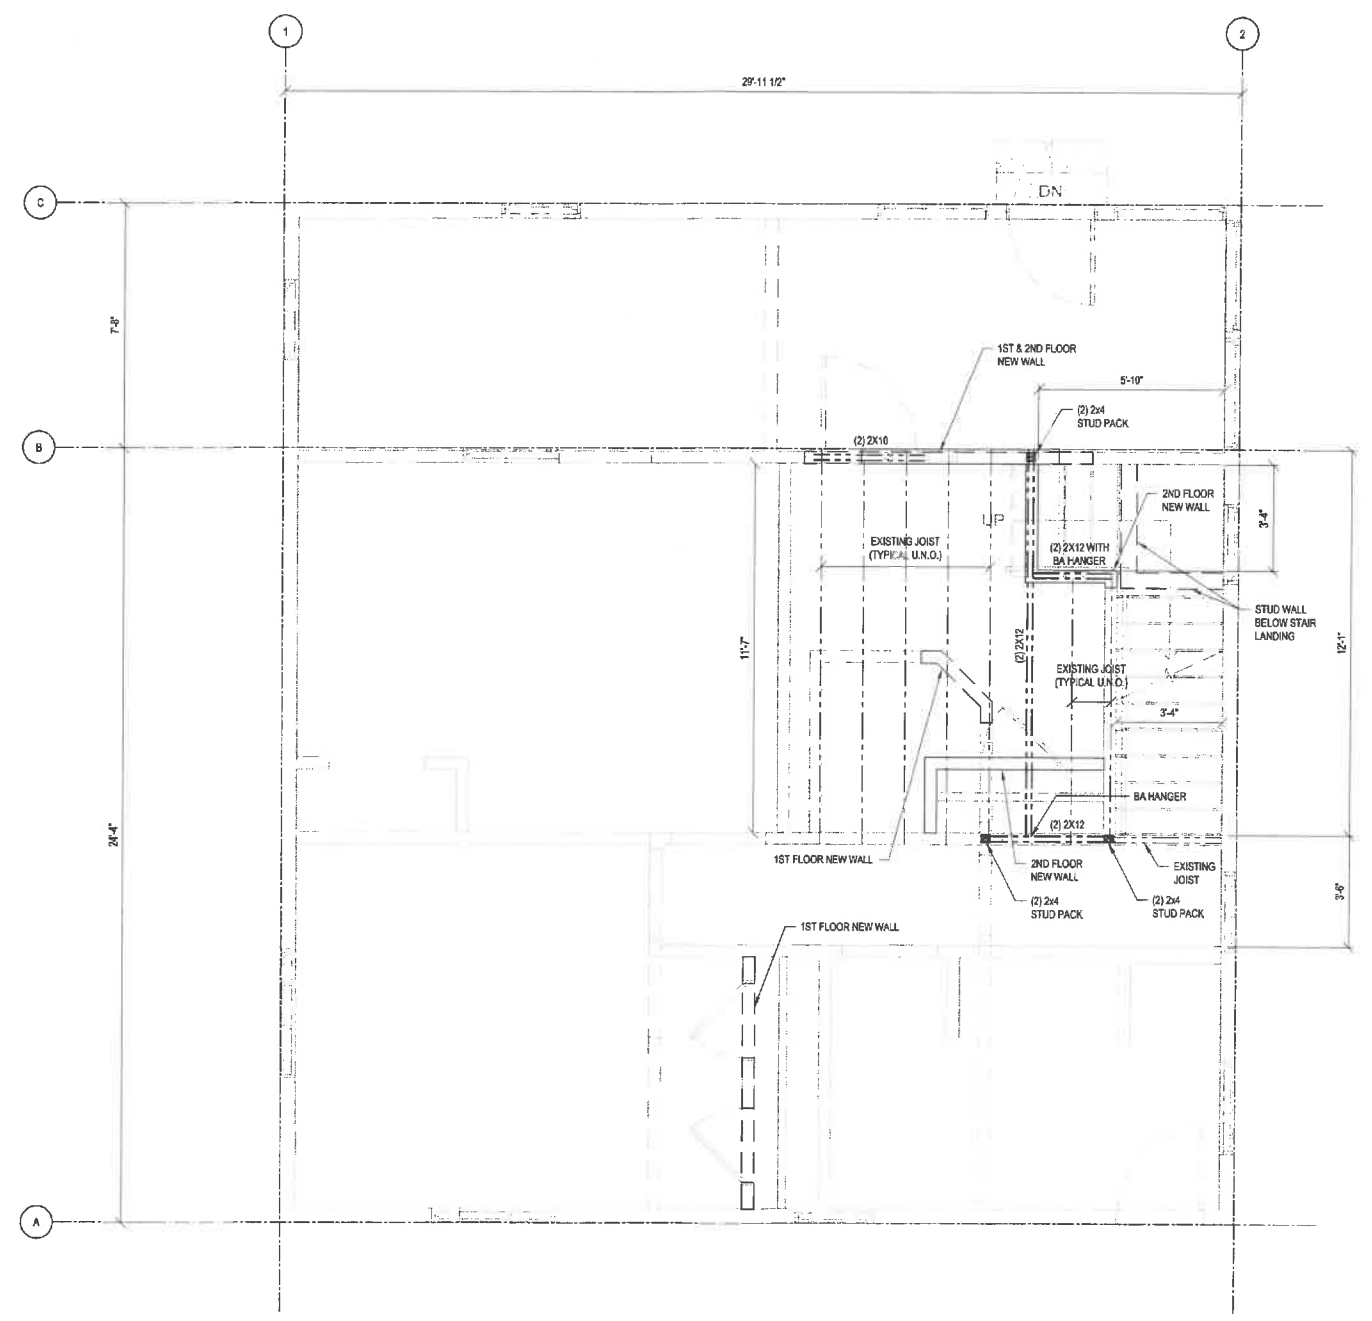 1
2
29'-11 1/2"
C
DN
7'-8"
1ST & 2ND FLOOR
NEW WALL
5'-10"
(2) 2x4
STUD PACK
B
(2) 2X10
2ND FLOOR
NEW WALL
3'-4"
UP
EXISTING JOIST
(TYPICAL U.N.O.)
(2) 2X12 WITH
BA HANGER
STUD WALL
BELOW STAIR
LANDING
11'-7"
(2) 2X12
12'-1"
EXISTING JOIST
(TYPICAL U.N.O.)
3'-4"
BA HANGER
(2) 2X12
24'-4"
1ST FLOOR NEW WALL
2ND FLOOR
NEW WALL
EXISTING
JOIST
(2) 2x4
STUD PACK
(2) 2x4
STUD PACK
3'-6"
1ST FLOOR NEW WALL
A